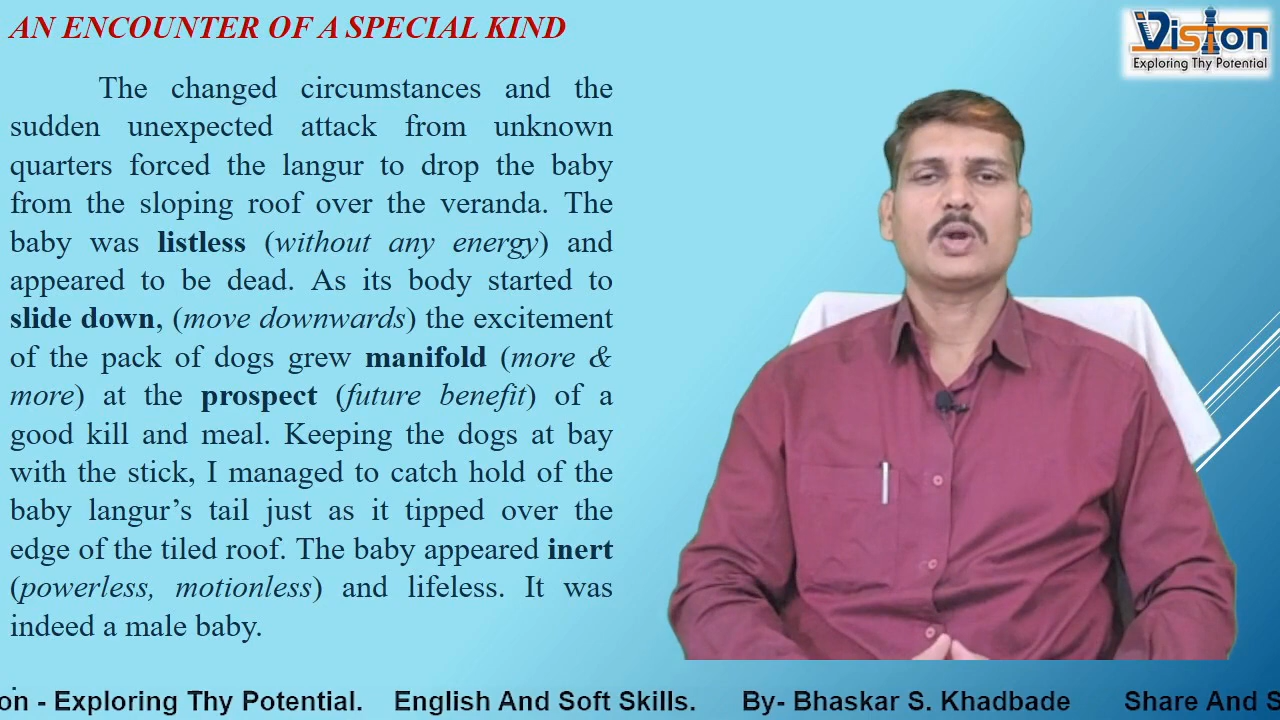 AN ENCOUNTER OF A SPECIAL KIND
Vision
Exploring Thy Potential
The changed circumstances and the
sudden unexpected attack from unknown
quarters forced the langur to drop the baby
from the sloping roof over the veranda. The
baby was listless (without any energy) and
appeared to be dead. As its body started to
slide down, (move downwards) the excitement
of the pack of dogs grew manifold (more &
more) at the prospect (future benefit) of a
good kill and meal. Keeping the dogs at bay
with the stick, I managed to catch hold of the
baby langur’s tail just as it tipped over the
edge of the tiled roof. The baby appeared inert
(powerless, motionless) and lifeless. It was
indeed a male baby.
.
on - Exploring Thy Potential. English And Soft Skills. By- Bhaskar S. Khadbade Share And S